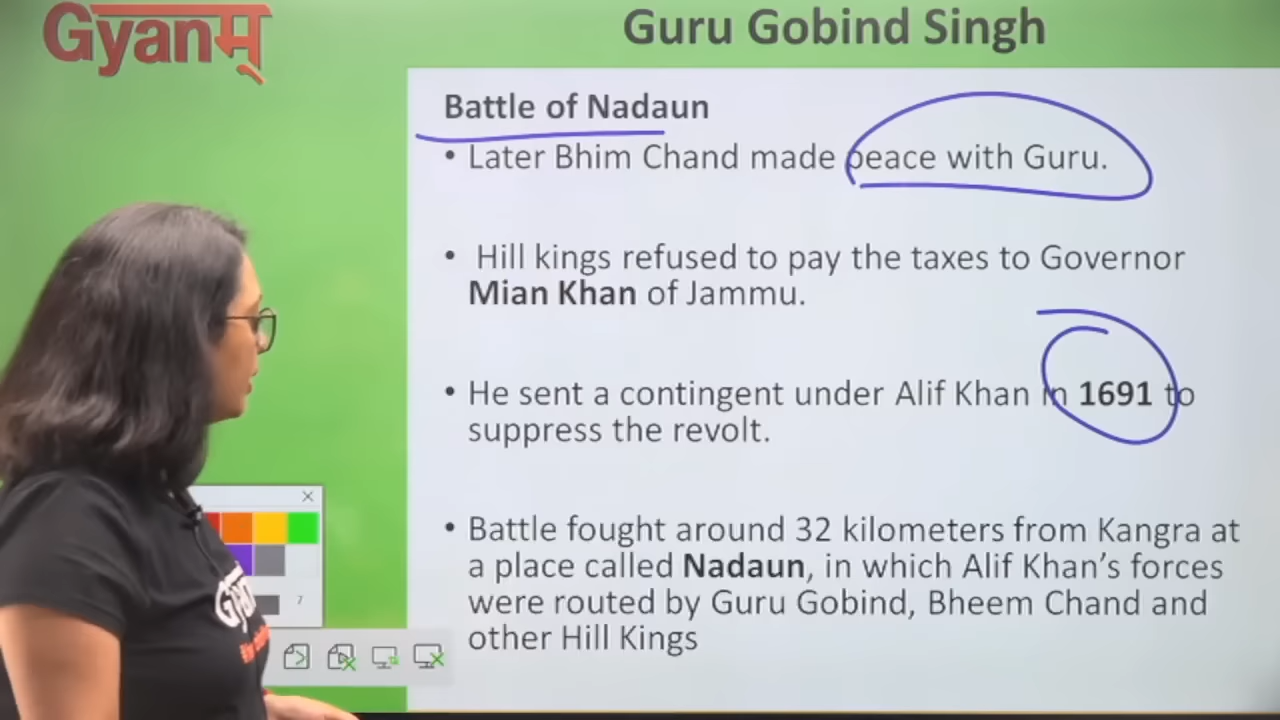 Gyanम्
Guru Gobind Singh
Battle of Nadaun
• Later Bhim Chand made peace with Guru.
• Hill kings refused to pay the taxes to Governor
Mian Khan of Jammu.
• He sent a contingent under Alif Khan in 1691 to
suppress the revolt.
• Battle fought around 32 kilometers from Kangra at
a place called Nadaun, in which Alif Khan’s forces
were routed by Guru Gobind, Bheem Chand and
other Hill Kings
7